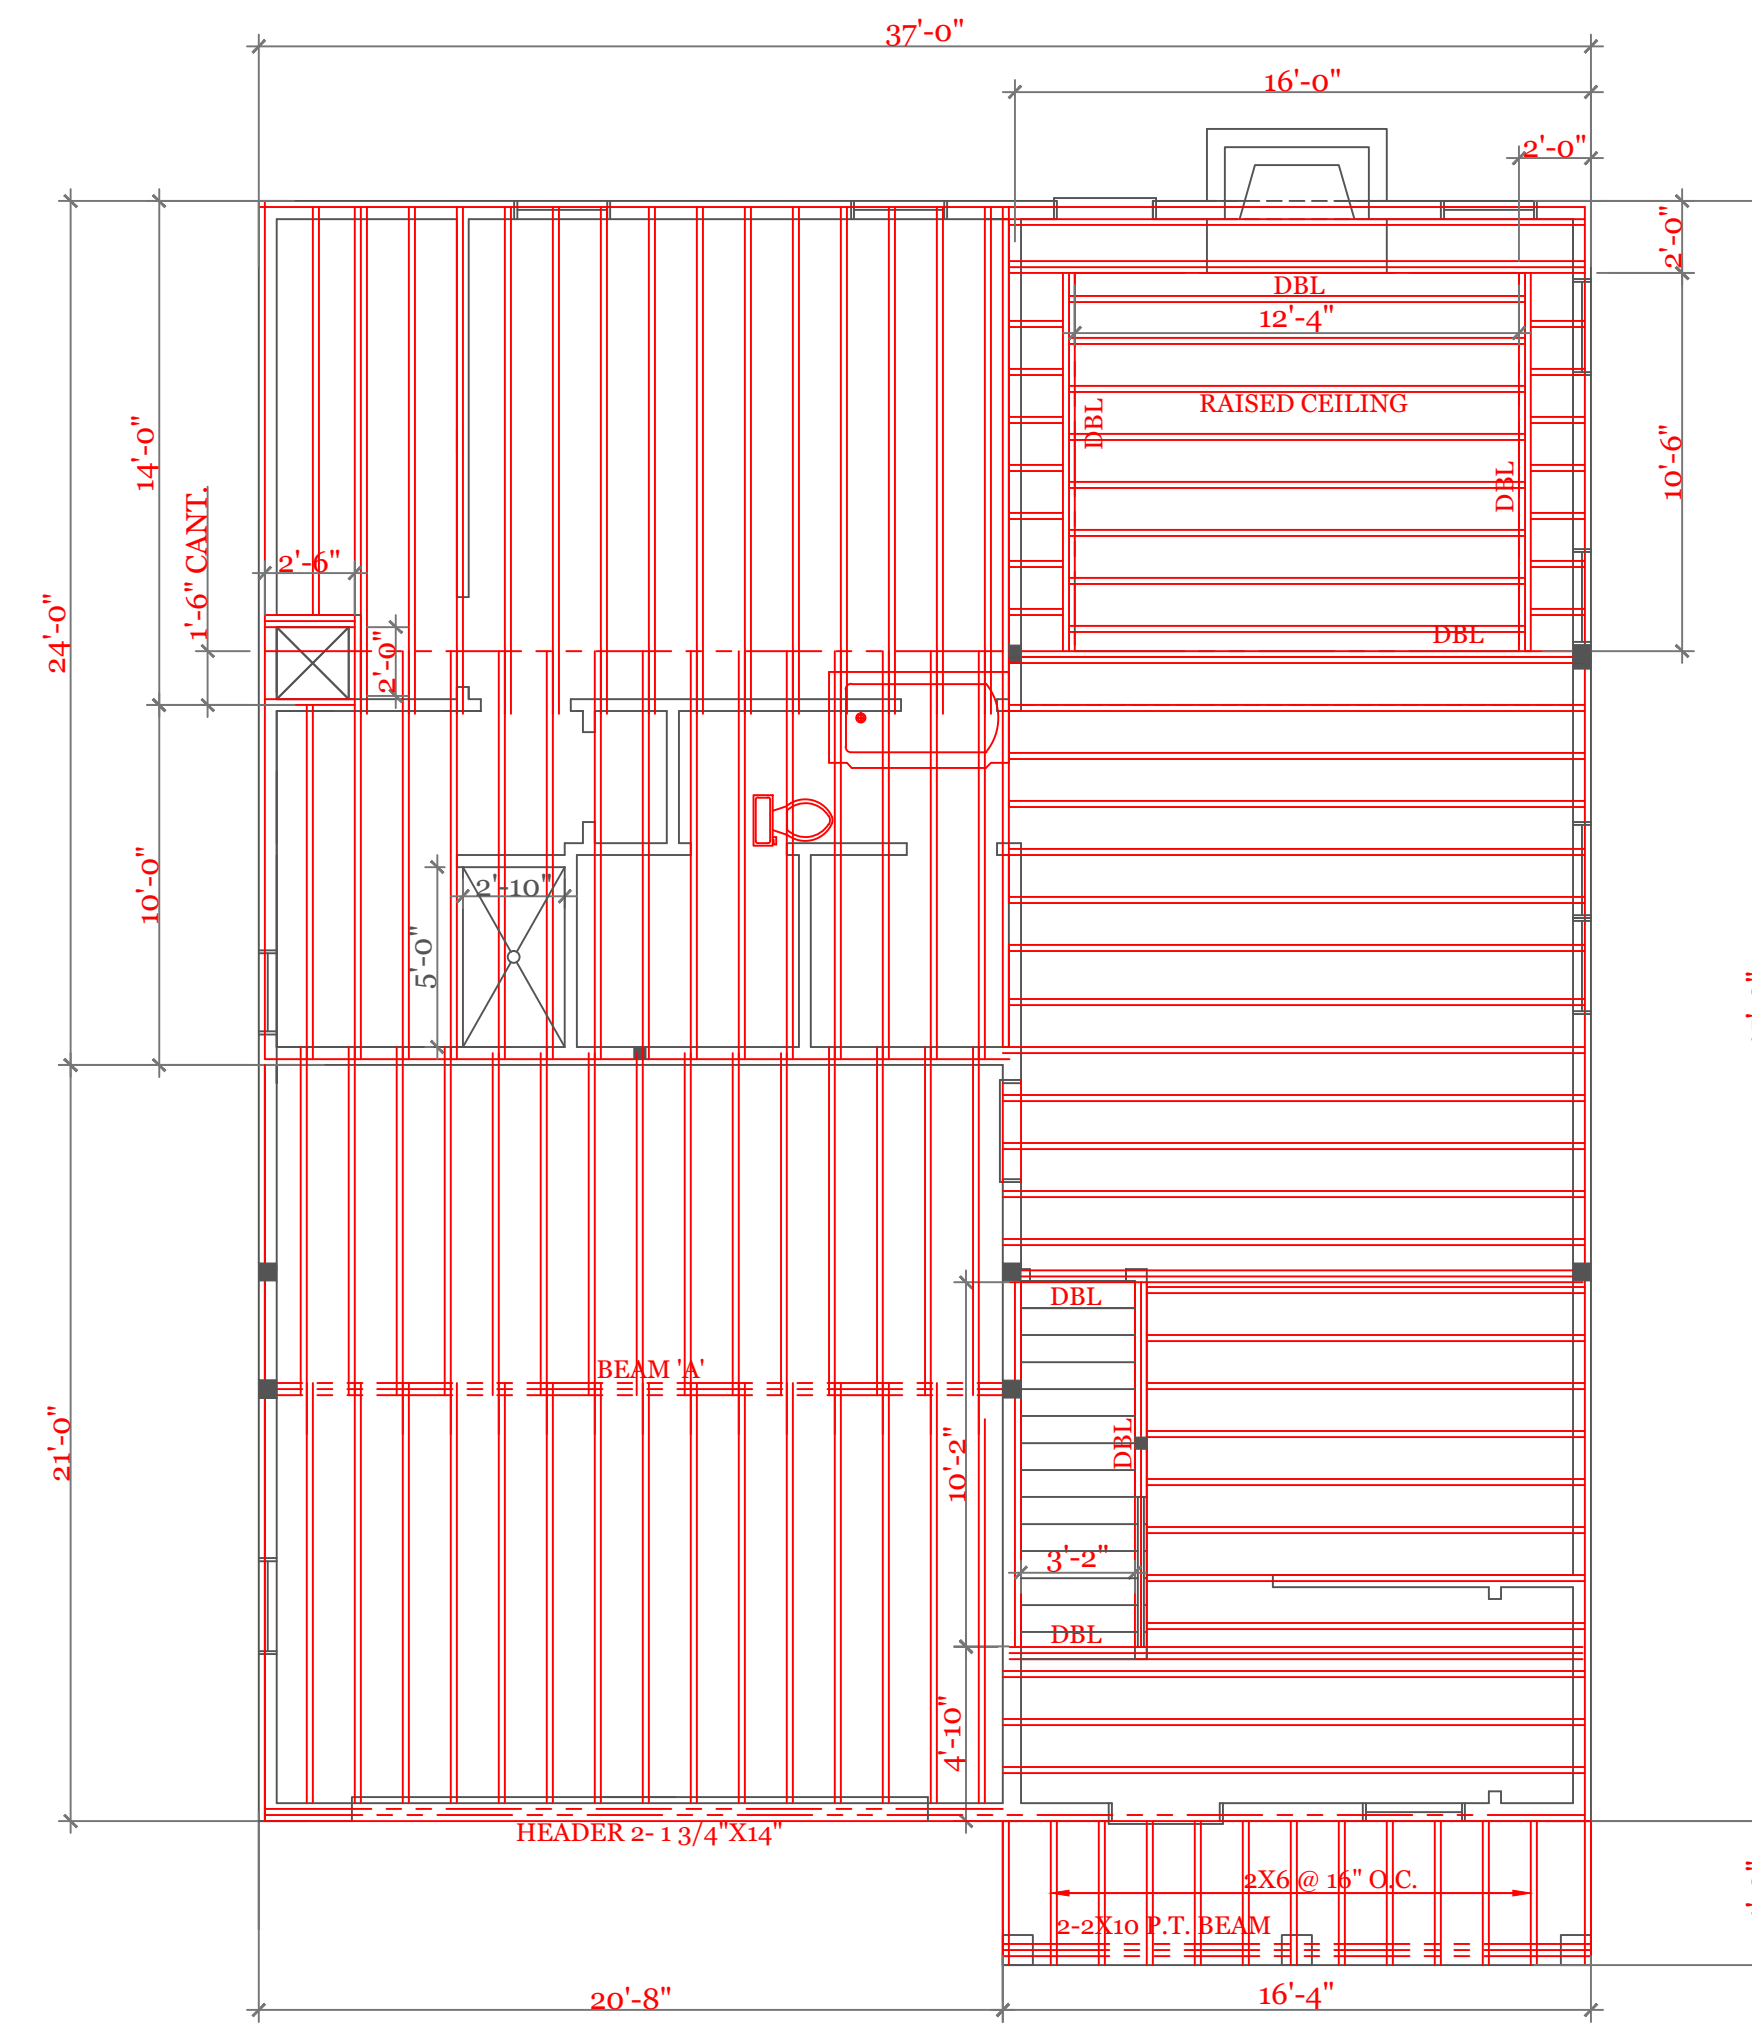 37'-0"
16'-0"
2'-0"
2'-0"
DBL
12'-4"
RAISED CEILING
DBL
DBL
10'-6"
14'-0"
1'-6" CANT.
2'-6"
24'-0"
2'-0"
DBL
10'-0"
2'-10"
5'-0"
DBL
BEAM 'A'
21'-0"
10'-2"
DBL
3'-2"
DBL
4'-10"
HEADER 2- 1 3/4"X14"
2X6 @ 16" O.C.
2-2X10 P.T. BEAM
20'-8"
16'-4"